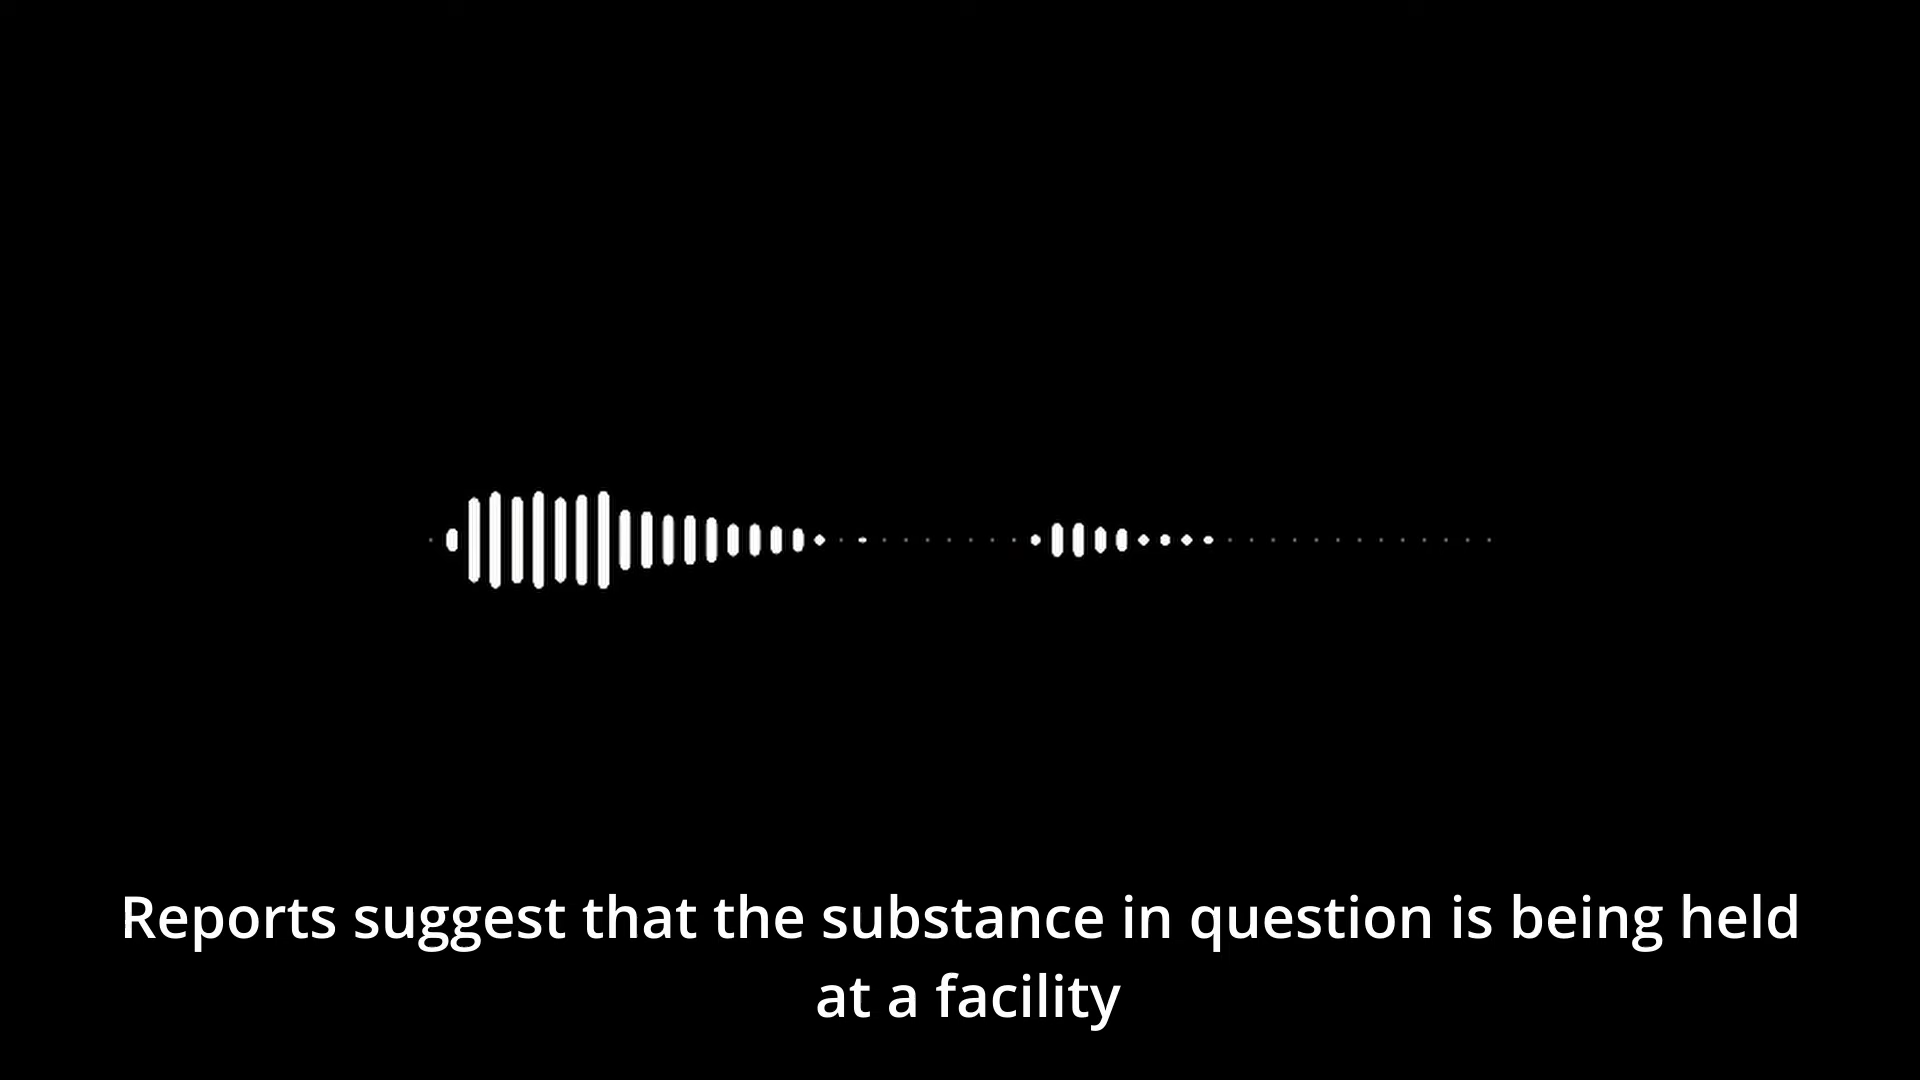 Reports suggest that the substance in question is being held
at a facility